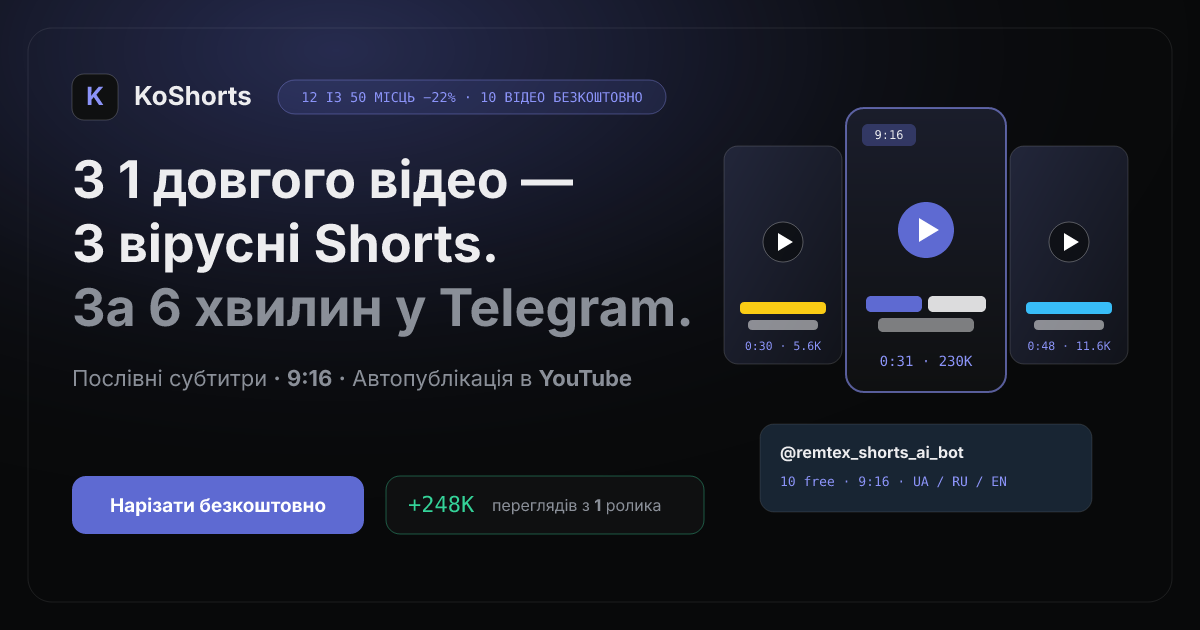 K
KoShorts
12 ІЗ 50 МІСЦЬ −22% · 10 ВІДЕО БЕЗКОШТОВНО
З 1 довгого відео —
3 вірусні Shorts.
За 6 хвилин у Telegram.
Послівні субтитри · 9:16 · Автопублікація в YouTube
Нарізати безкоштовно
+248K переглядів з 1 ролика
0:30 · 5.6K
9:16
0:31 · 230K
0:48 · 11.6K
@remtex_shorts_ai_bot
10 free · 9:16 · UA / RU / EN